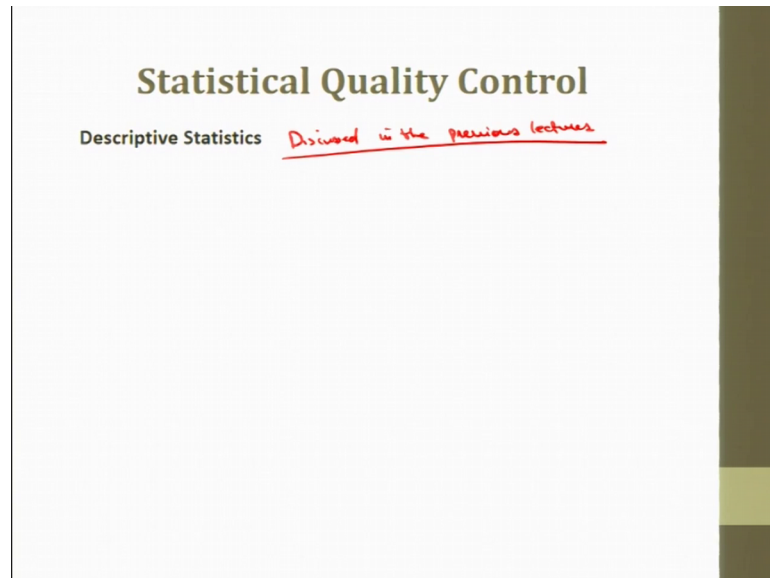 Statistical Quality Control
Descriptive Statistics Discussed in the previous lectures